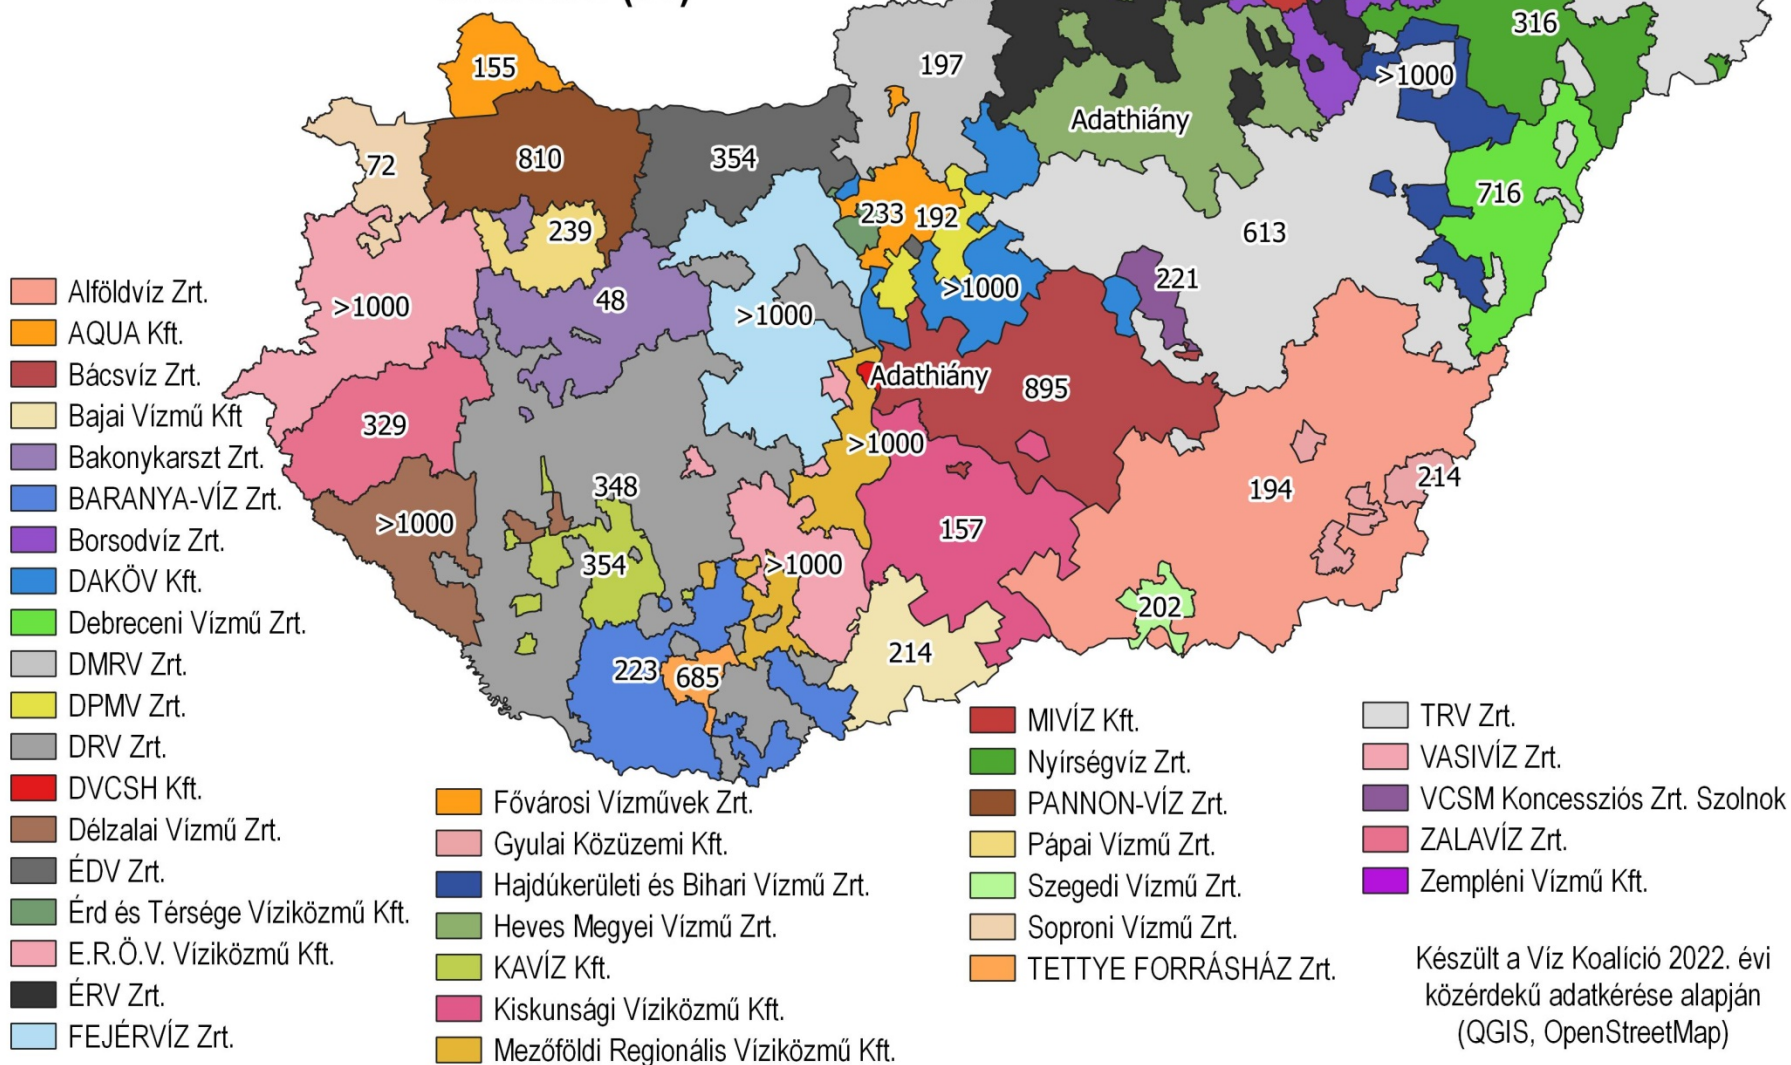 316
155
197
>1000
Adathiány
72
810
354
716
233
192
239
613
221
>1000
48
>1000
>1000
Adathiány
895
329
>1000
348
194
214
>1000
157
354
>1000
202
214
223
685
Alföldvíz Zrt.
AQUA Kft.
Bácsvíz Zrt.
Bajai Vízmű Kft
Bakonykarszt Zrt.
BARANYA-VÍZ Zrt.
Borsodvíz Zrt.
DAKÖV Kft.
Debreceni Vízmű Zrt.
DMRV Zrt.
DPMV Zrt.
DRV Zrt.
DVCSH Kft.
Délzalai Vízmű Zrt.
ÉDV Zrt.
Érd és Térsége Víziközmű Kft.
E.R.Ö.V. Víziközmű Kft.
ÉRV Zrt.
FEJÉRVÍZ Zrt.
Fővárosi Vízművek Zrt.
Gyulai Közüzemi Kft.
Hajdúkerületi és Bihari Vízmű Zrt.
Heves Megyei Vízmű Zrt.
KAVÍZ Kft.
Kiskunsági Víziközmű Kft.
Mezőföldi Regionális Víziközmű Kft.
MIVÍZ Kft.
Nyírségvíz Zrt.
PANNON-VÍZ Zrt.
Pápai Vízmű Zrt.
Szegedi Vízmű Zrt.
Soproni Vízmű Zrt.
TETTYE FORRÁSHÁZ Zrt.
TRV Zrt.
VASIVÍZ Zrt.
VCSM Koncessziós Zrt. Szolnok
ZALAVÍZ Zrt.
Zempléni Vízmű Kft.
Készült a Víz Koalíció 2022. évi
közérdekű adatkérése alapján
(QGIS, OpenStreetMap)